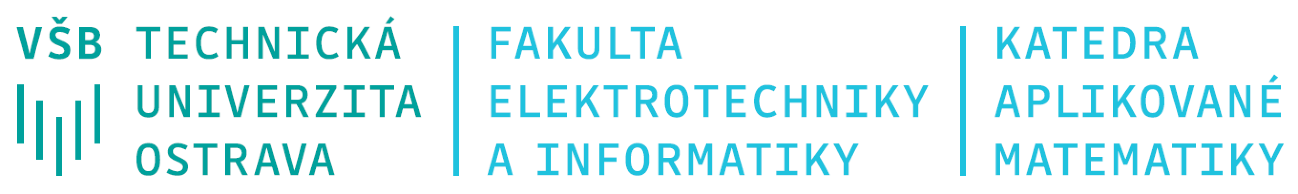 VŠB TECHNICKÁ
UNIVERZITA
OSTRAVA
FAKULTA
ELEKTROTECHNIKY
A INFORMATIKY
KATEDRA
APLIKOVANÉ
MATEMATIKY